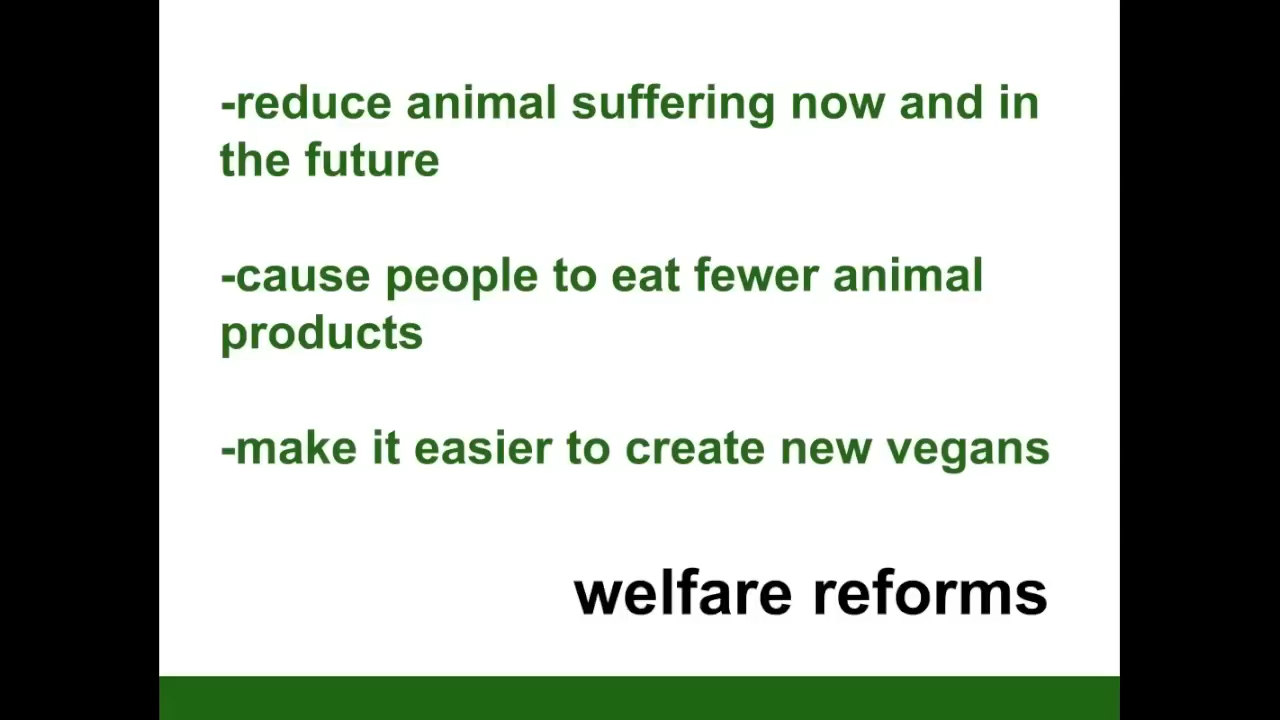 -reduce animal suffering now and in
the future
-cause people to eat fewer animal
products
-make it easier to create new vegans
welfare reforms